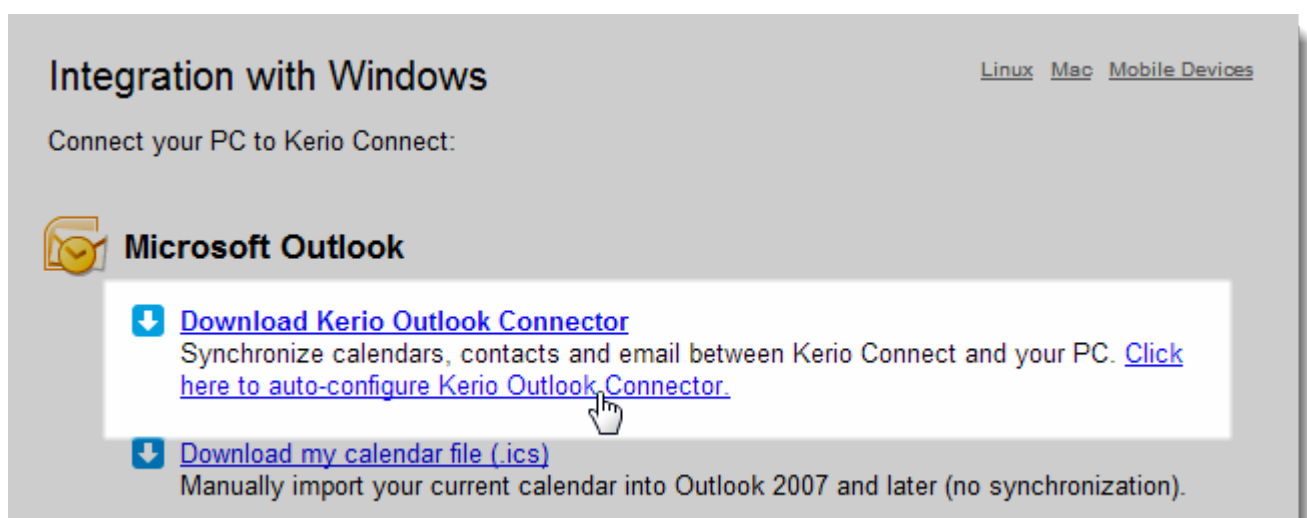 Integration with Windows
Linux Mac Mobile Devices
Connect your PC to Kerio Connect:
Microsoft Outlook
Download Kerio Outlook Connector
Synchronize calendars, contacts and email between Kerio Connect and your PC. Click
here to auto-configure Kerio Outlook Connector.
Download my calendar file (.ics)
Manually import your current calendar into Outlook 2007 and later (no synchronization).